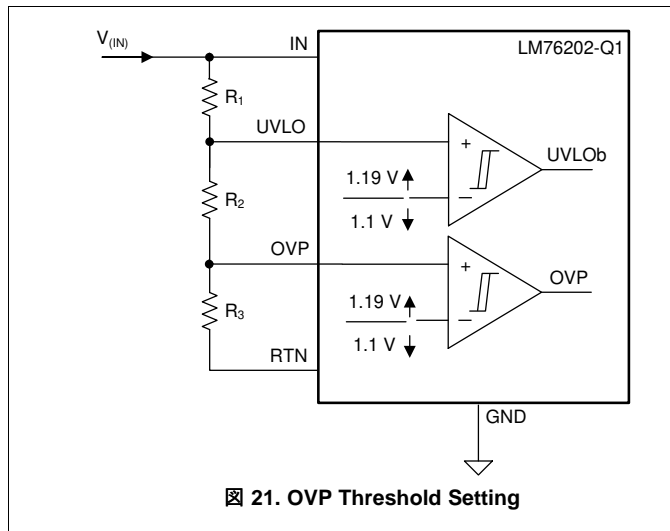 V(IN)
IN
LM76202-Q1
R1
UVLO
+
UVLOb
1.19 V
–
1.1 V
R2
OVP
+
OVP
1.19 V
–
1.1 V
R3
RTN
GND
図 21. OVP Threshold Setting